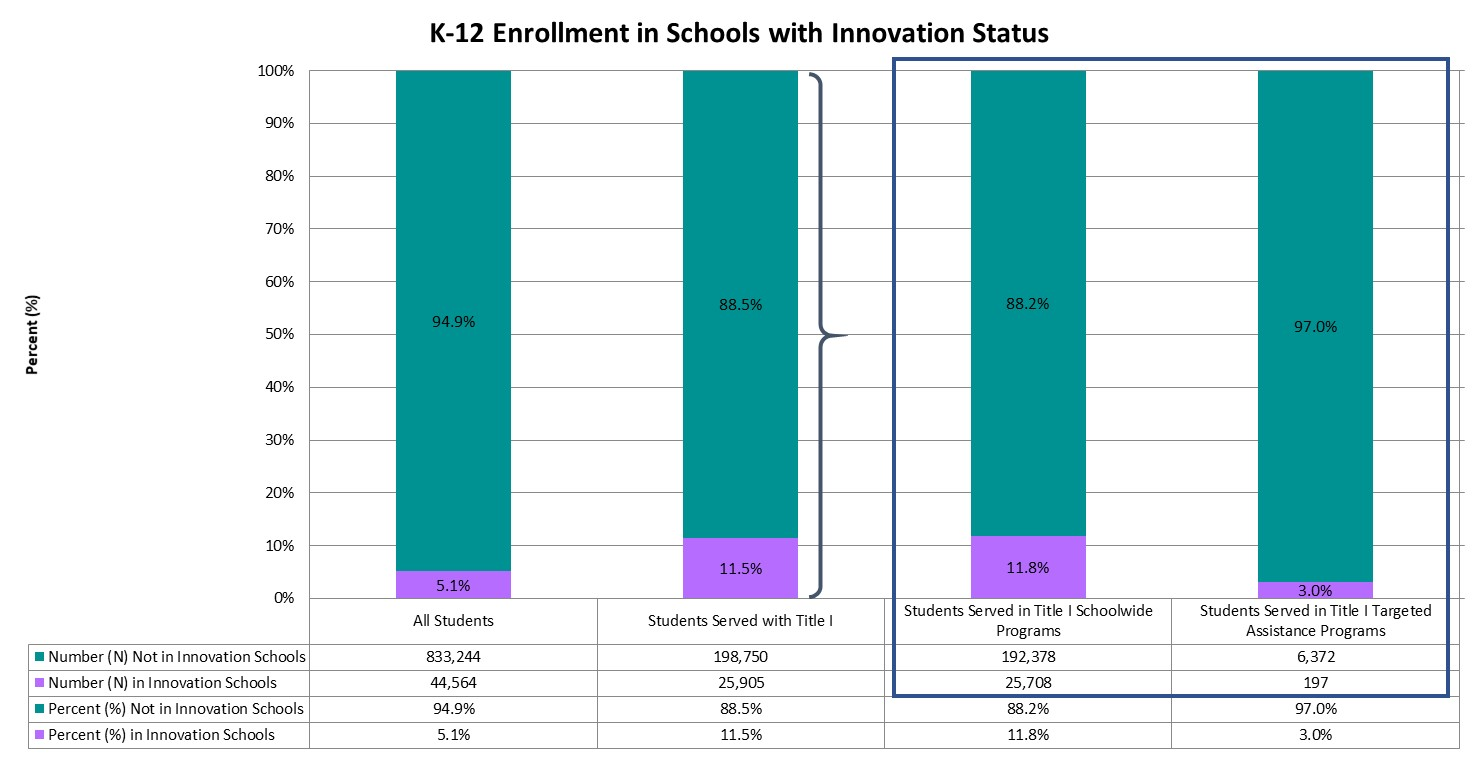 K-12 Enrollment in Schools with Innovation Status
Percent (%)
100%
90%
80%
70%
60%
50%
40%
30%
20%
10%
0%
94.9%
88.5%
88.2%
97.0%
5.1%
11.5%
11.8%
3.0%
All Students
Students Served with Title I
Students Served in Title I Schoolwide
Programs
Students Served in Title I Targeted
Assistance Programs
Number (N) Not in Innovation Schools 833,244 198,750 192,378 6,372
Number (N) in Innovation Schools 44,564 25,905 25,708 197
Percent (%) Not in Innovation Schools 94.9% 88.5% 88.2% 97.0%
Percent (%) in Innovation Schools 5.1% 11.5% 11.8% 3.0%